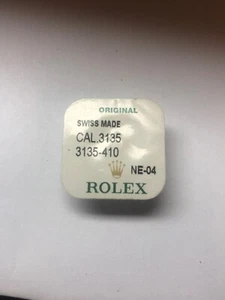 ORIGINAL
SWISS MADE
CAL.3135
3135-410
NE-04
ROLEX